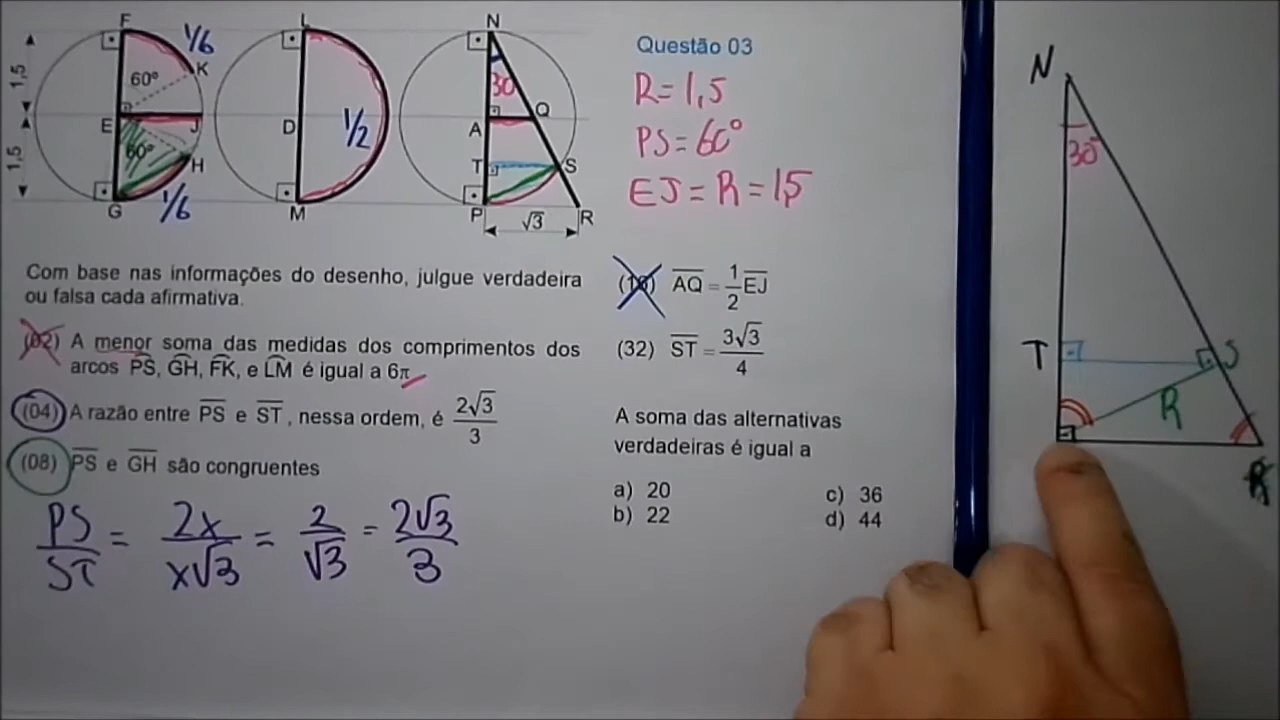 F
1/6
K
60°
1,5
E
J
60°
H
1,5
G
1/6
L
D
1/2
M
N
30
Q
A
T
S
P
R
√3
Questão 03
R = 1,5
PS = 60°
EJ = R = 1,5
Com base nas informações do desenho, julgue verdadeira
ou falsa cada afirmativa.
(02) A menor soma das medidas dos comprimentos dos
arcos PS, GH, FK, e LM é igual a 6π
(04) A razão entre PS e ST, nessa ordem, é 2√3/3
(08) PS e GH são congruentes
PS/ST = 2x/x√3 = 2/√3 = 2√3/3
(16) AQ = 1/2 EJ
(32) ST = 3√3/4
A soma das alternativas
verdadeiras é igual a
a) 20
b) 22
c) 36
d) 44
N
30°
T
S
R
R